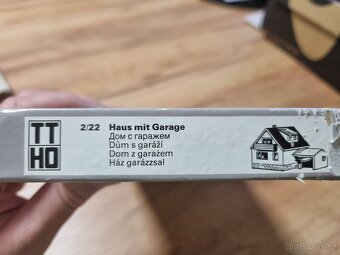 TT
HO
2/22 Haus mit Garage
Дом с гаражем
Dům s garáží
Dom z garażem
Ház garázzsal